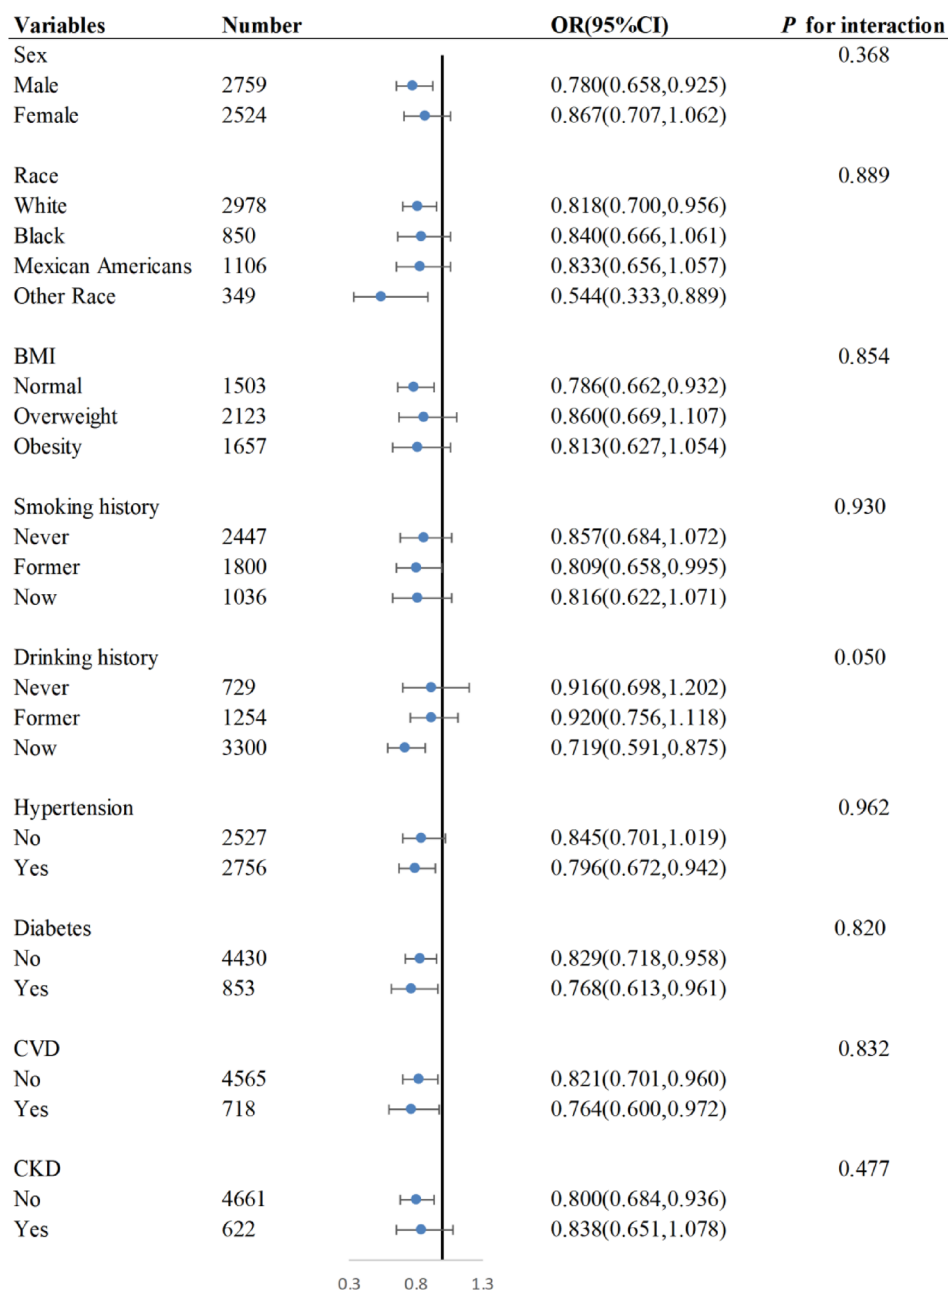 Variables Number OR(95%CI) P for interaction
Sex 0.368
Male 2759 0.780(0.658,0.925)
Female 2524 0.867(0.707,1.062)
Race 0.889
White 2978 0.818(0.700,0.956)
Black 850 0.840(0.666,1.061)
Mexican Americans 1106 0.833(0.656,1.057)
Other Race 349 0.544(0.333,0.889)
BMI 0.854
Normal 1503 0.786(0.662,0.932)
Overweight 2123 0.860(0.669,1.107)
Obesity 1657 0.813(0.627,1.054)
Smoking history 0.930
Never 2447 0.857(0.684,1.072)
Former 1800 0.809(0.658,0.995)
Now 1036 0.816(0.622,1.071)
Drinking history 0.050
Never 729 0.916(0.698,1.202)
Former 1254 0.920(0.756,1.118)
Now 3300 0.719(0.591,0.875)
Hypertension 0.962
No 2527 0.845(0.701,1.019)
Yes 2756 0.796(0.672,0.942)
Diabetes 0.820
No 4430 0.829(0.718,0.958)
Yes 853 0.768(0.613,0.961)
CVD 0.832
No 4565 0.821(0.701,0.960)
Yes 718 0.764(0.600,0.972)
CKD 0.477
No 4661 0.800(0.684,0.936)
Yes 622 0.838(0.651,1.078)
0.3 0.8 1.3